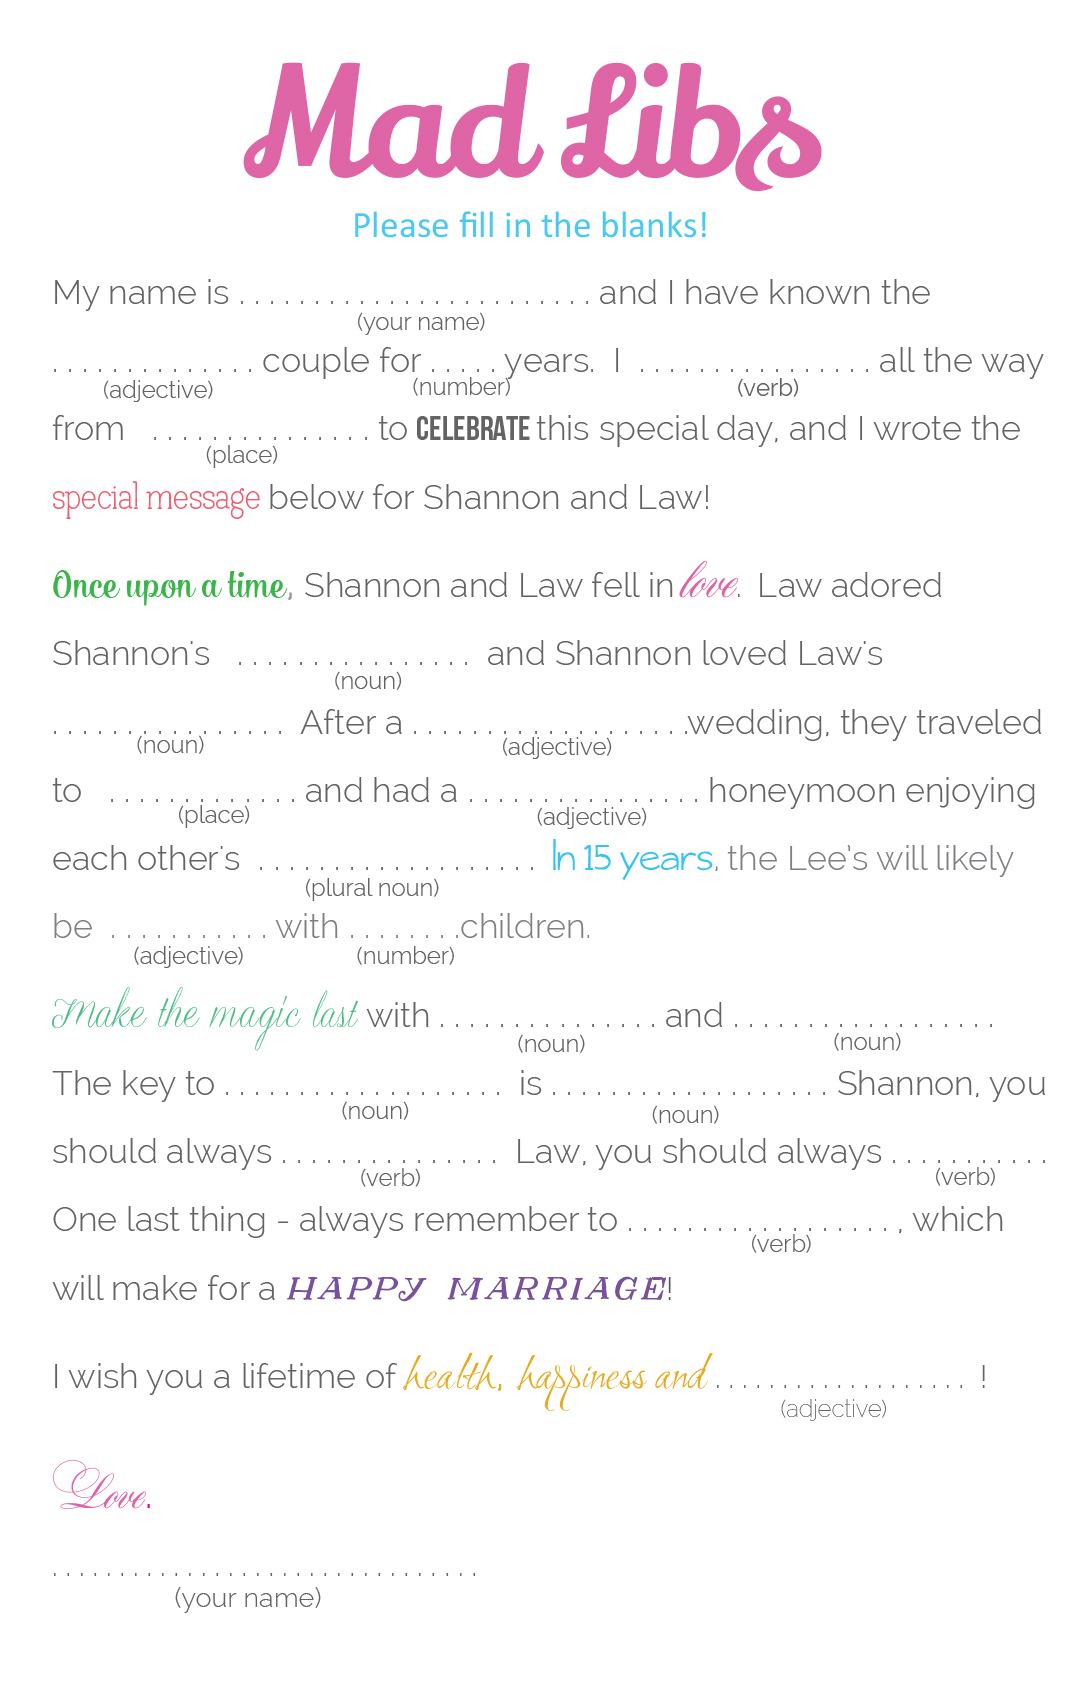 Mad Libs
Please fill in the blanks!
My name is . . . . . . . . . . . . . . . . . . . . . . . . and I have known the
(your name)
. . . . . . . . . . . . . . couple for . . . . . years. I . . . . . . . . . . . . . . . . all the way
(adjective) (number) (verb)
from . . . . . . . . . . . . . . . to CELEBRATE this special day, and I wrote the
(place)
special message below for Shannon and Law!
Once upon a time, Shannon and Law fell in love. Law adored
Shannon's . . . . . . . . . . . . . . . . and Shannon loved Law's
(noun)
. . . . . . . . . . . . . . . . After a . . . . . . . . . . . . . . . . . . .wedding, they traveled
(noun) (adjective)
to . . . . . . . . . . . . . and had a . . . . . . . . . . . . . . . . honeymoon enjoying
(place) (adjective)
each other's . . . . . . . . . . . . . . . . . . . In 15 years, the Lee's will likely
(plural noun)
be . . . . . . . . . . . with . . . . . . . .children.
(adjective) (number)
Make the magic last with . . . . . . . . . . . . . . . and . . . . . . . . . . . . . . . . . .
(noun) (noun)
The key to . . . . . . . . . . . . . . . . . . . is . . . . . . . . . . . . . . . . . . . Shannon, you
(noun) (noun)
should always . . . . . . . . . . . . . . . Law, you should always . . . . . . . . . . .
(verb) (verb)
One last thing - always remember to . . . . . . . . . . . . . . . . . . , which
(verb)
will make for a HAPPY MARRIAGE!
I wish you a lifetime of health, happiness and . . . . . . . . . . . . . . . . . . . !
(adjective)
Love,
. . . . . . . . . . . . . . . . . . . . . . . . . . . . . . . .
(your name)